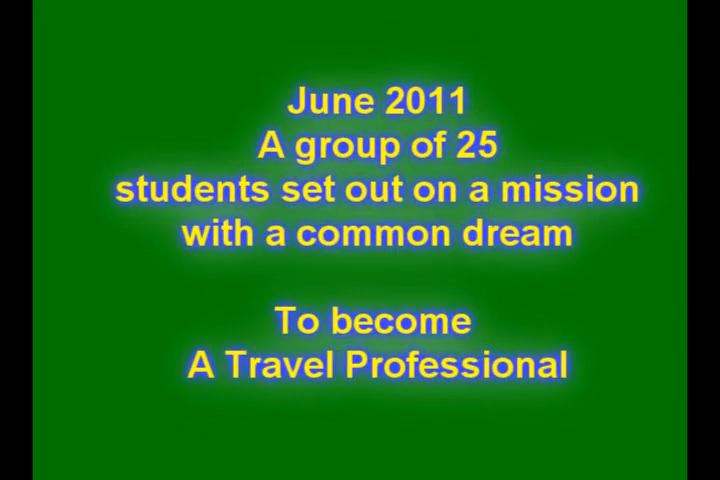 June 2011
A group of 25
students set out on a mission
with a common dream
To become
A Travel Professional